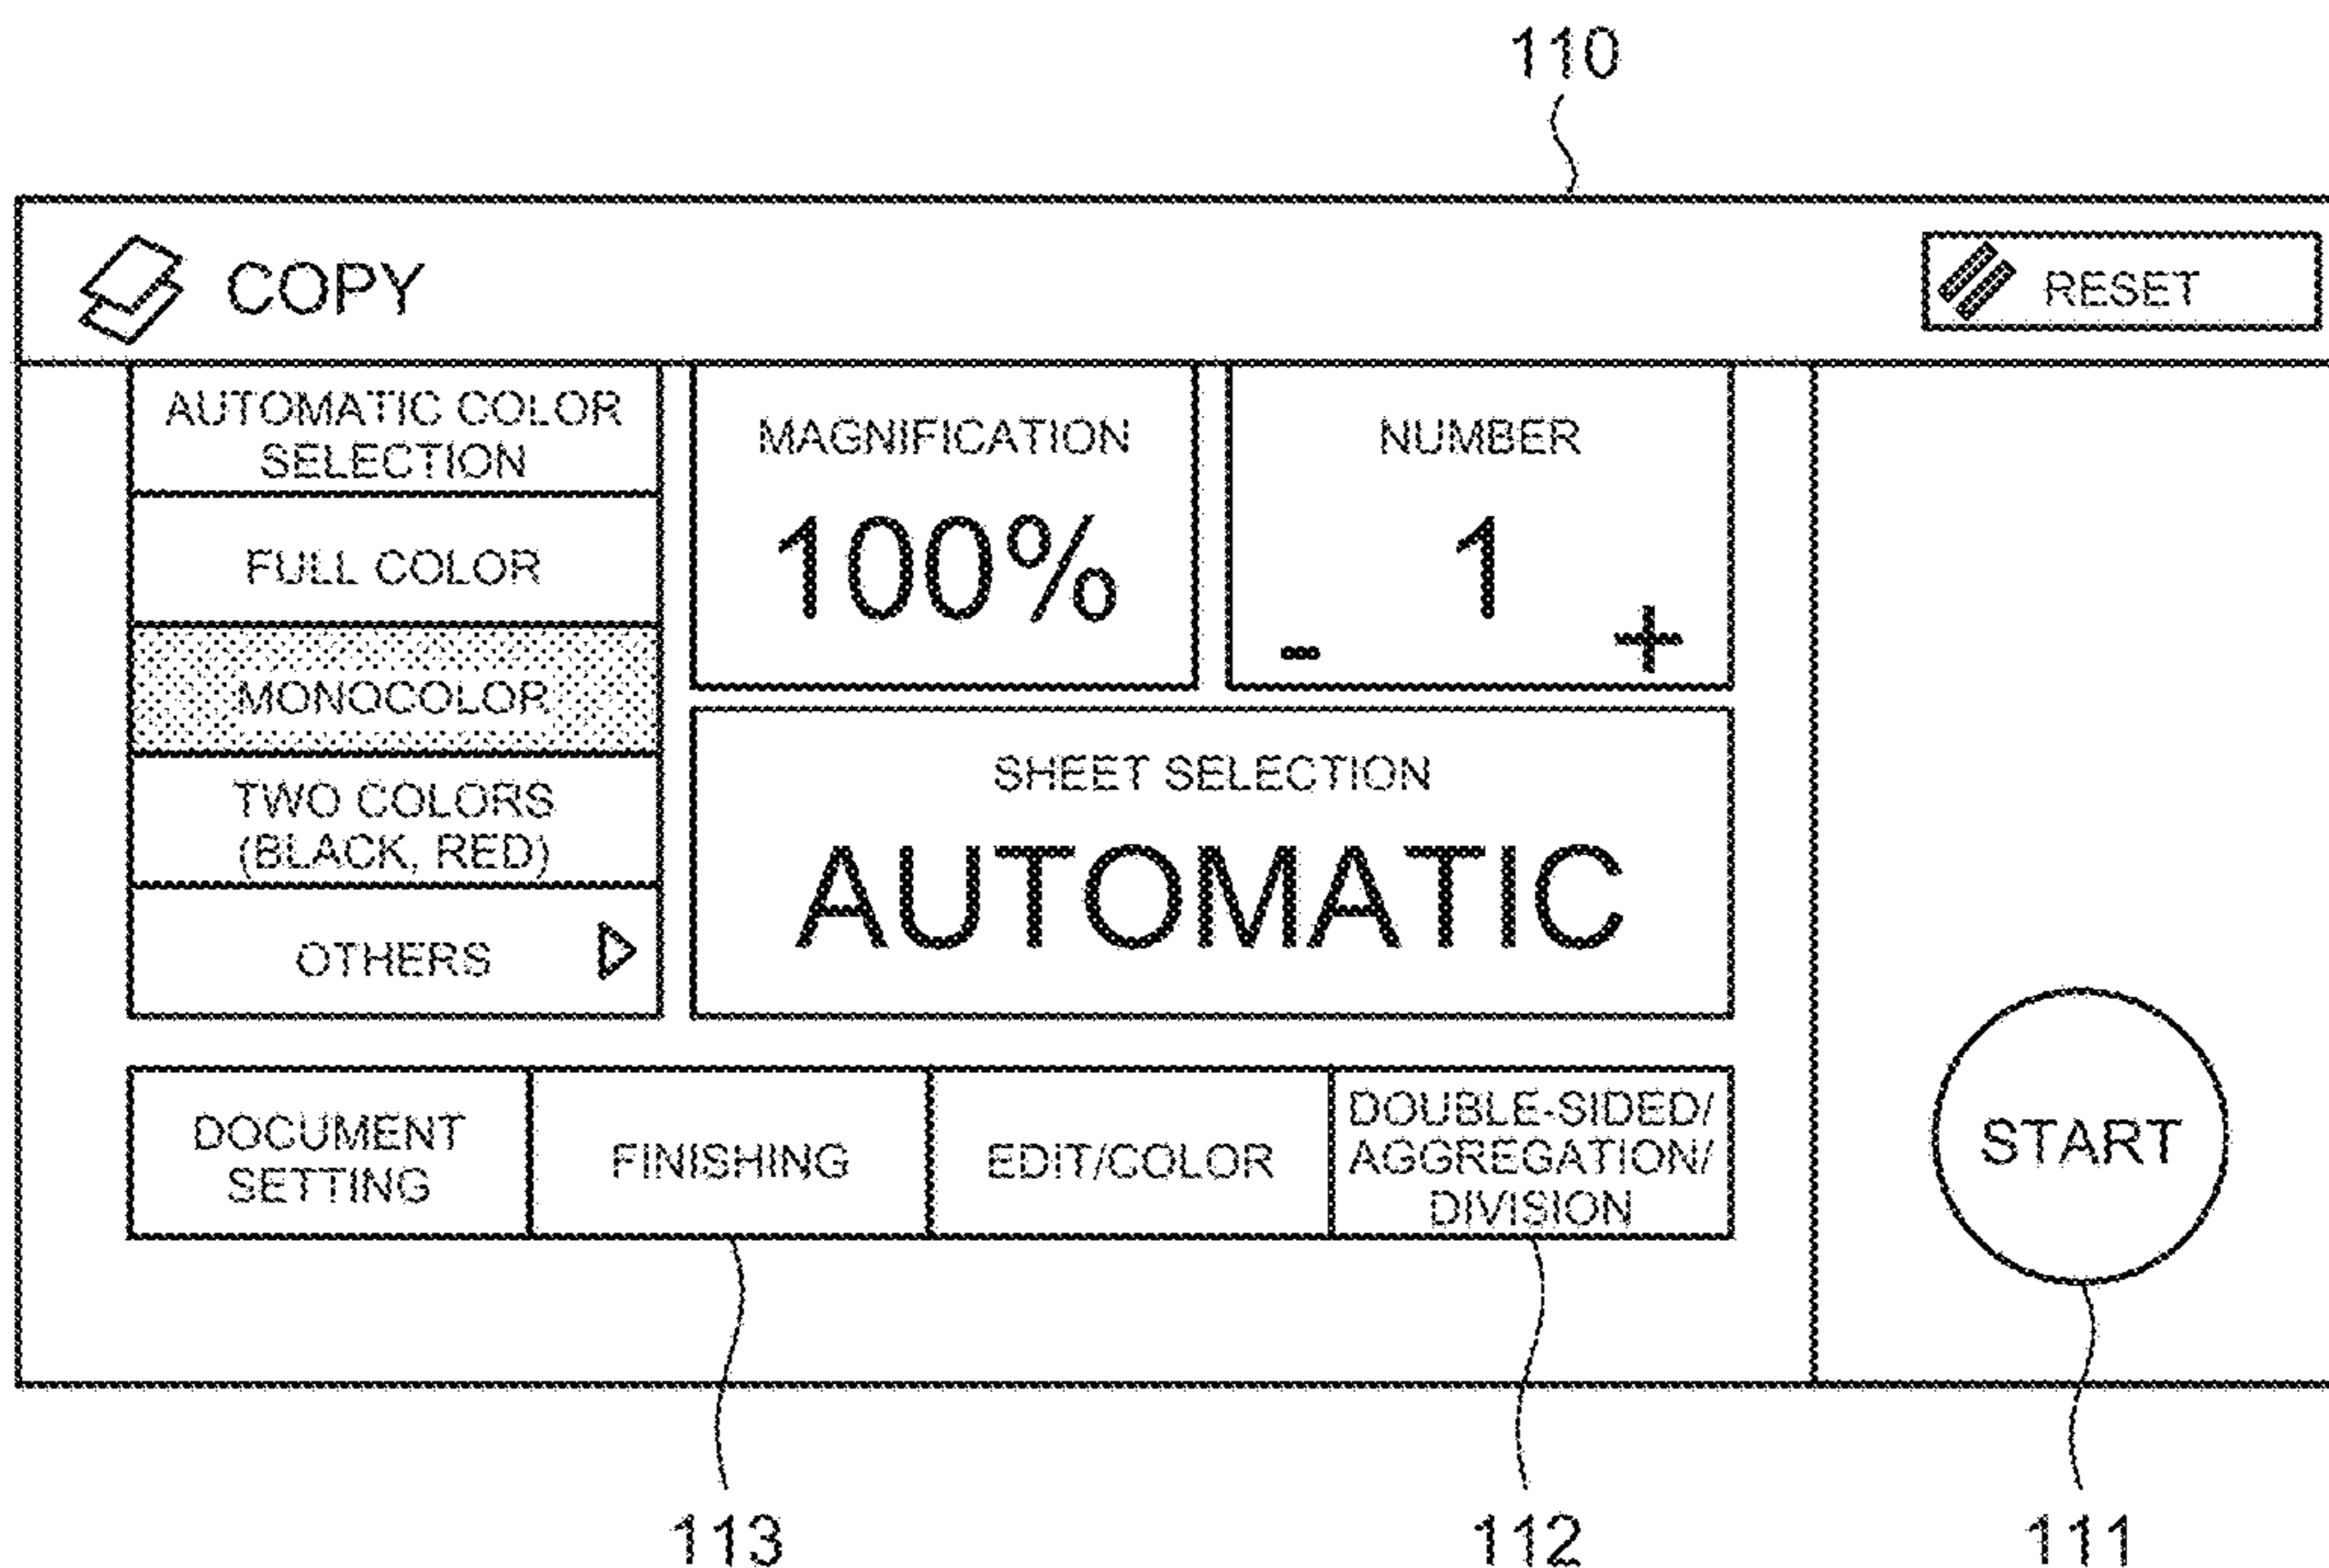 110
COPY
RESET
AUTOMATIC COLOR
SELECTION
FULL COLOR
MONOCOLOR
TWO COLORS
(BLACK, RED)
OTHERS
MAGNIFICATION
100%
NUMBER
1
- +
SHEET SELECTION
AUTOMATIC
DOCUMENT
SETTING
FINISHING
EDIT/COLOR
DOUBLE-SIDED/
AGGREGATION/
DIVISION
START
113
112
111